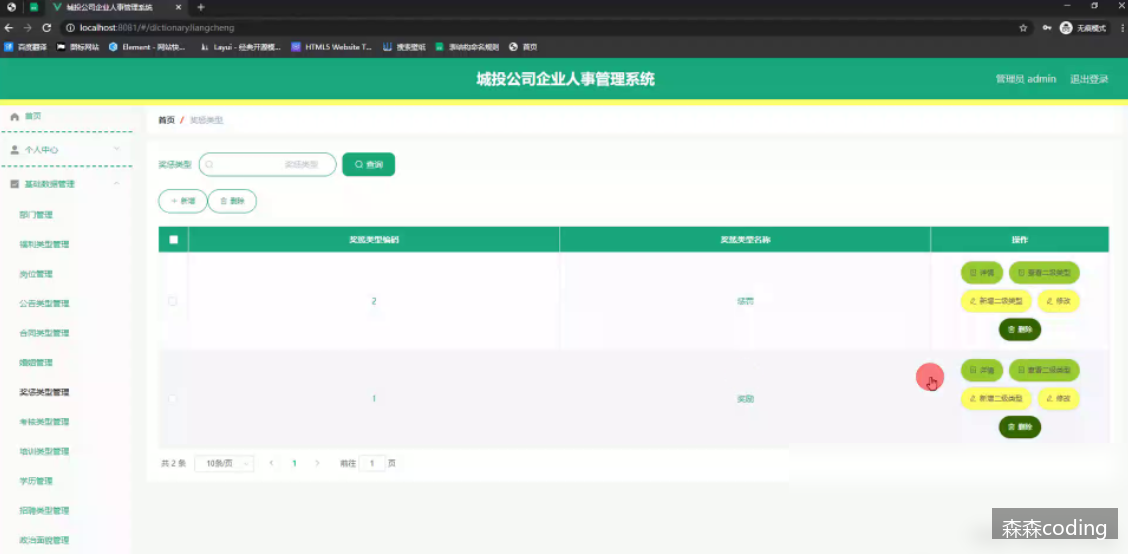 城投公司企业人事管理系统
localhost:8081/#/dictionaryJiangcheng
无痕模式
百度翻译 图标网站 Element - 网站快... Layui - 经典开源模... HTML5 Website T... 搜索壁纸 首页
城投公司企业人事管理系统
管理员 admin 退出登录
首页
首页 / 奖惩类型
个人中心
奖惩类型 奖惩类型 查询
基础数据管理
新增 删除
部门管理
福利类型管理
岗位管理
公告类型管理
合同类型管理
婚姻管理
奖惩类型管理
考核类型管理
培训类型管理
学历管理
招聘类型管理
政治面貌管理
奖惩类型编码 奖惩类型名称 操作
2 惩罚
详情 查看二级类型
新增二级类型 修改
删除
1 奖励
详情 查看二级类型
新增二级类型 修改
删除
共 2 条 10条/页 1 前往 1 页
森森coding